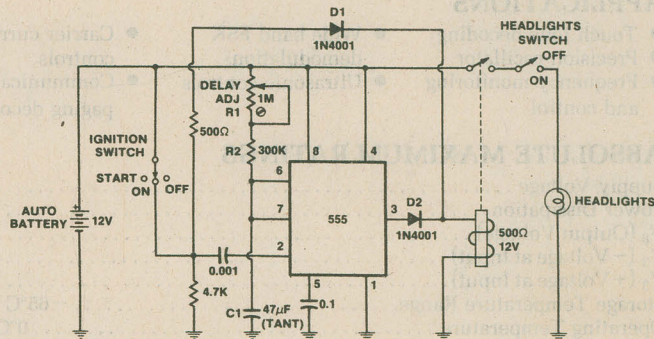 D1
1N4001
HEADLIGHTS
SWITCH
OFF
ON
DELAY
ADJ
R1
1M
500Ω
R2
300K
IGNITION
SWITCH
START
ON
OFF
6
8
4
7
555
3
D2
1N4001
HEADLIGHTS
500Ω
12V
AUTO
BATTERY
+
12V
2
0.001
5
1
4.7K
C1
47µF
(TANT)
0.1